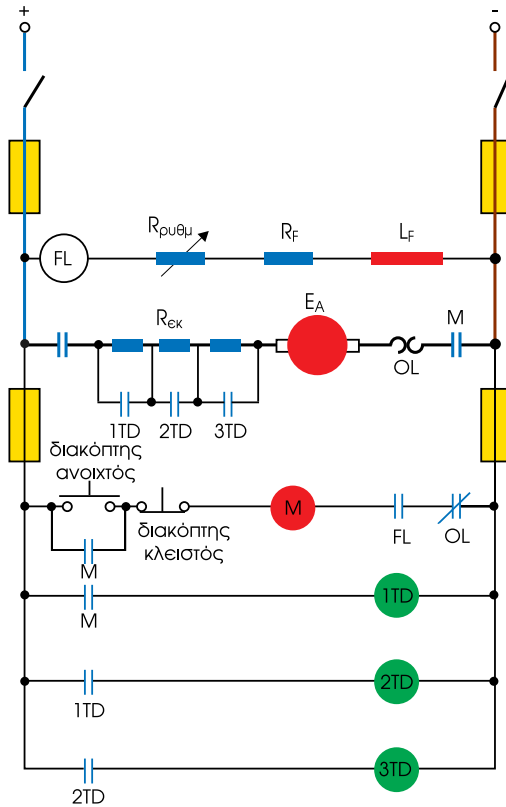 + -
FL Rρυθμ RF LF
Rεκ EA OL M
1TD 2TD 3TD
διακόπτης
ανοιχτός
διακόπτης
κλειστός
M FL OL
M
M 1TD
1TD 2TD
2TD 3TD